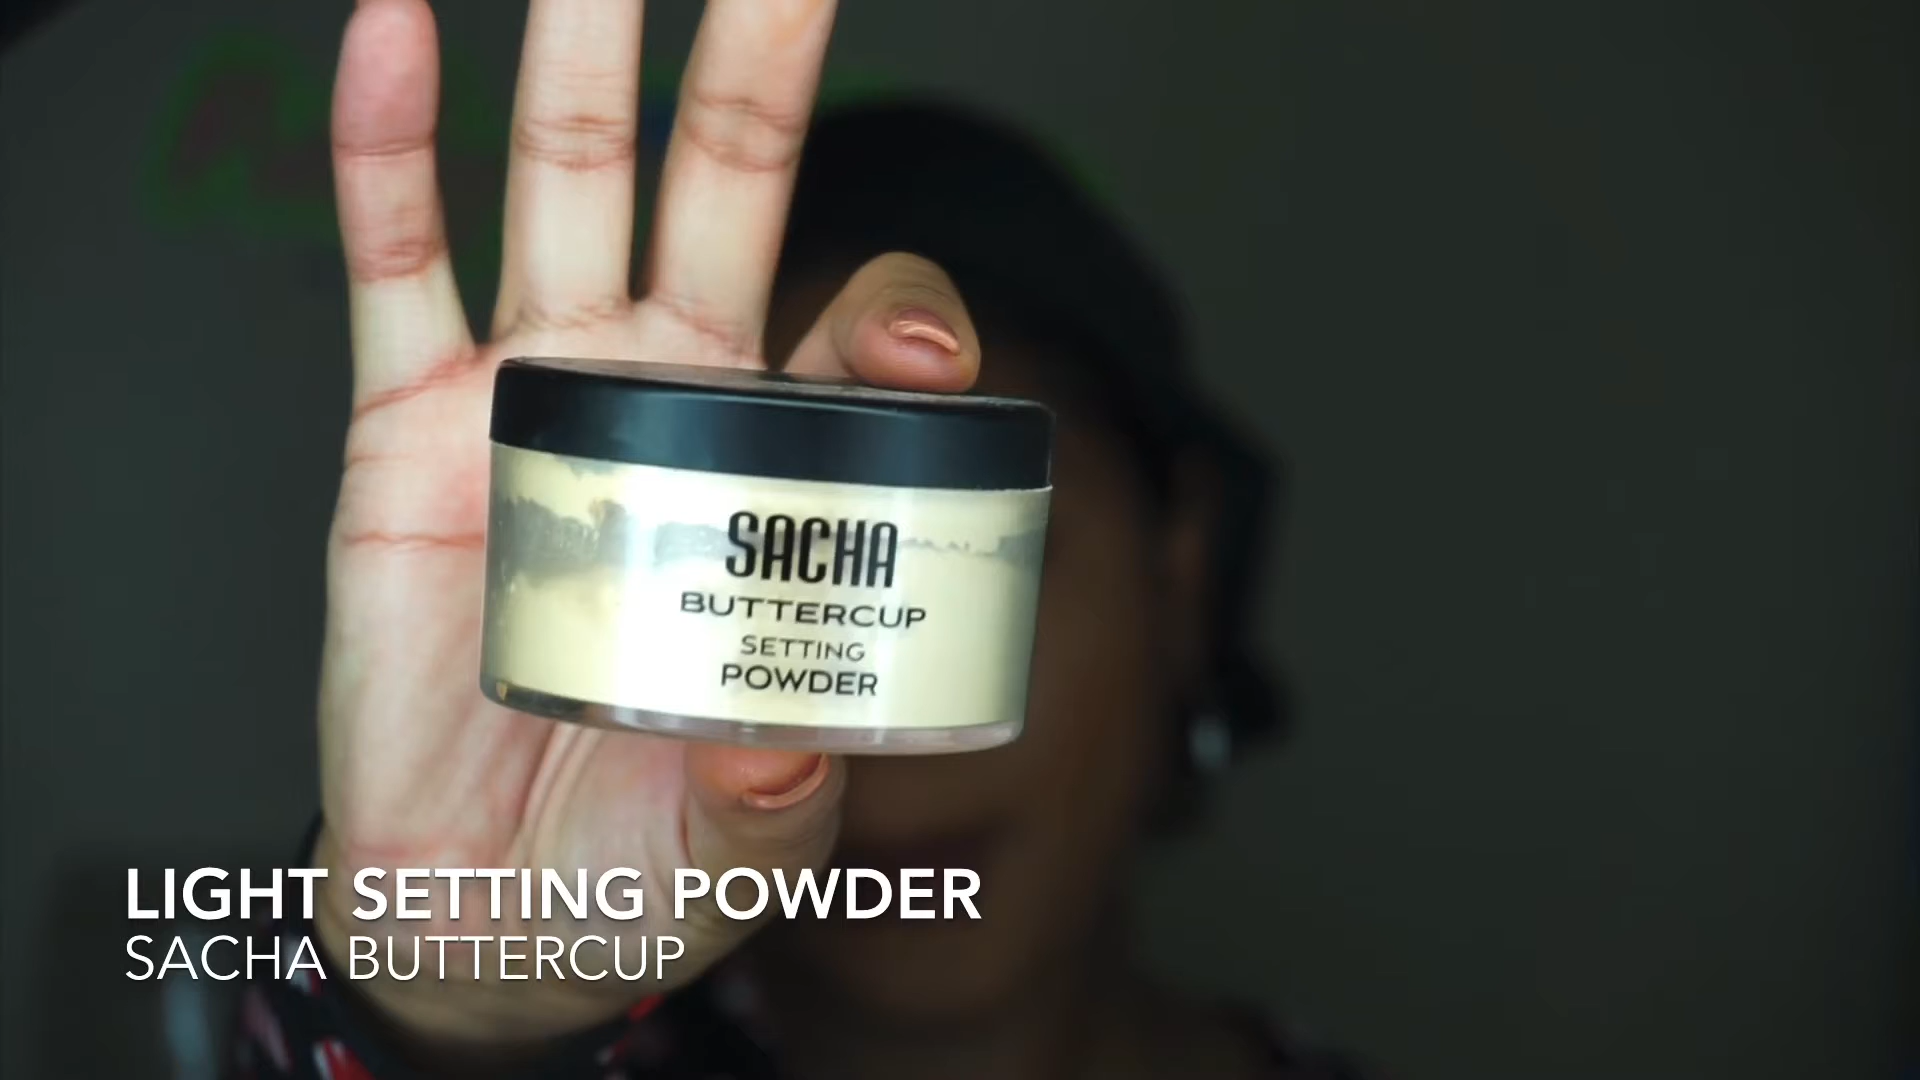 SACHA
BUTTERCUP
SETTING
POWDER
LIGHT SETTING POWDER
SACHA BUTTERCUP